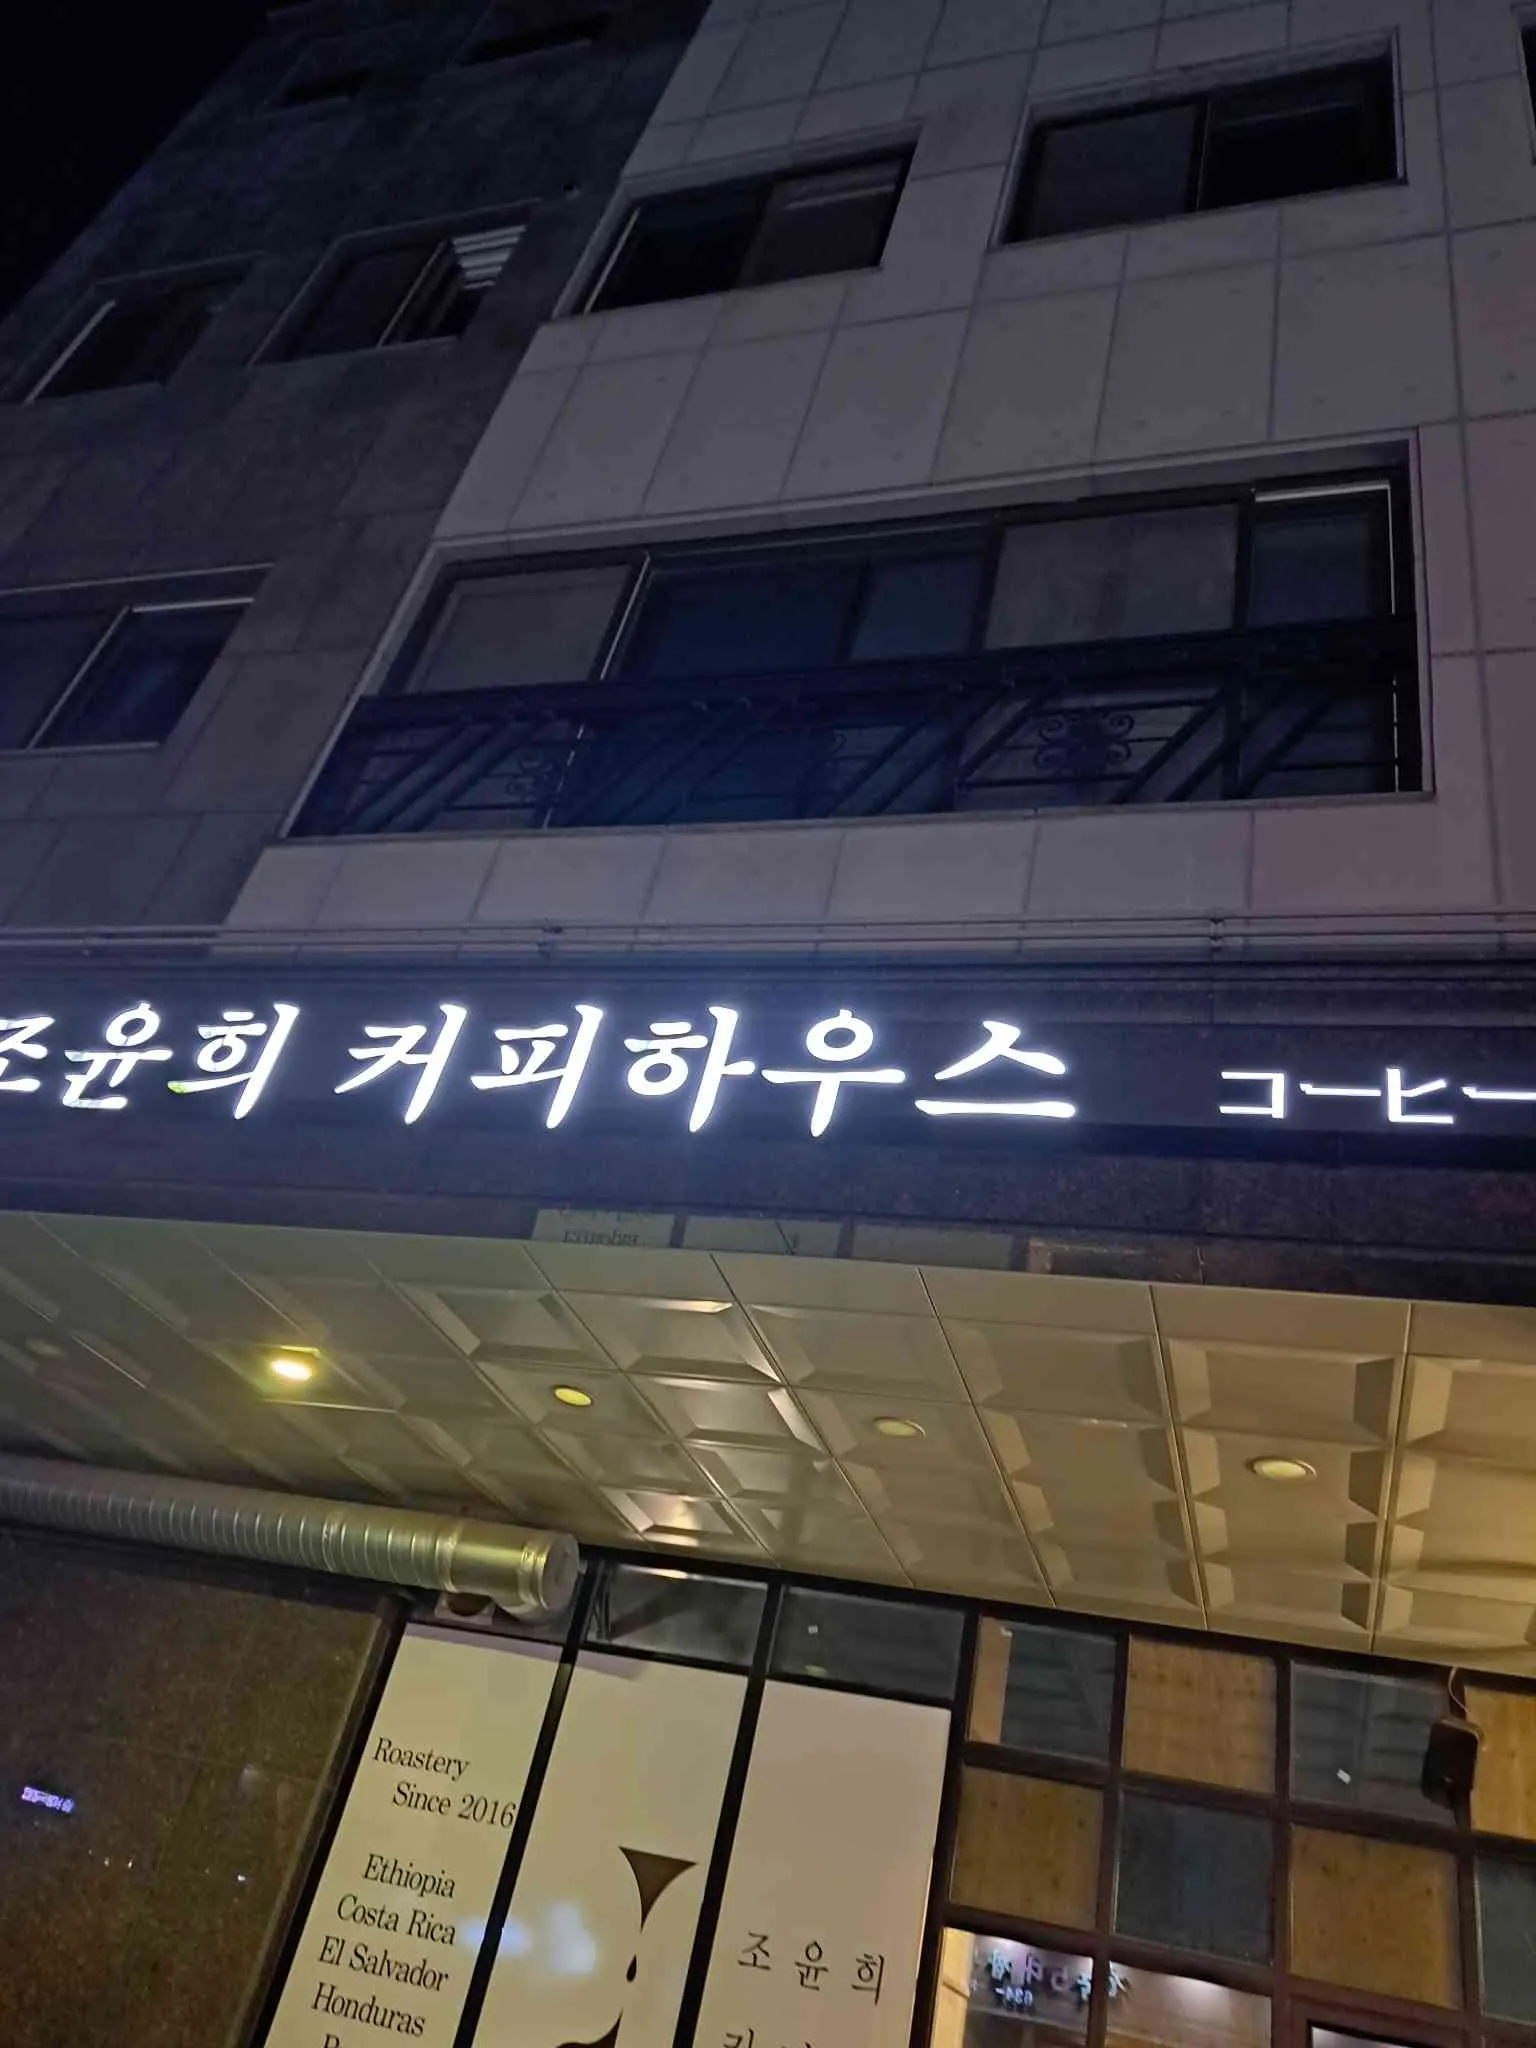 조윤희 커피하우스 コーヒー
Roastery
Since 2016
Ethiopia
Costa Rica
El Salvador
Honduras
조윤희